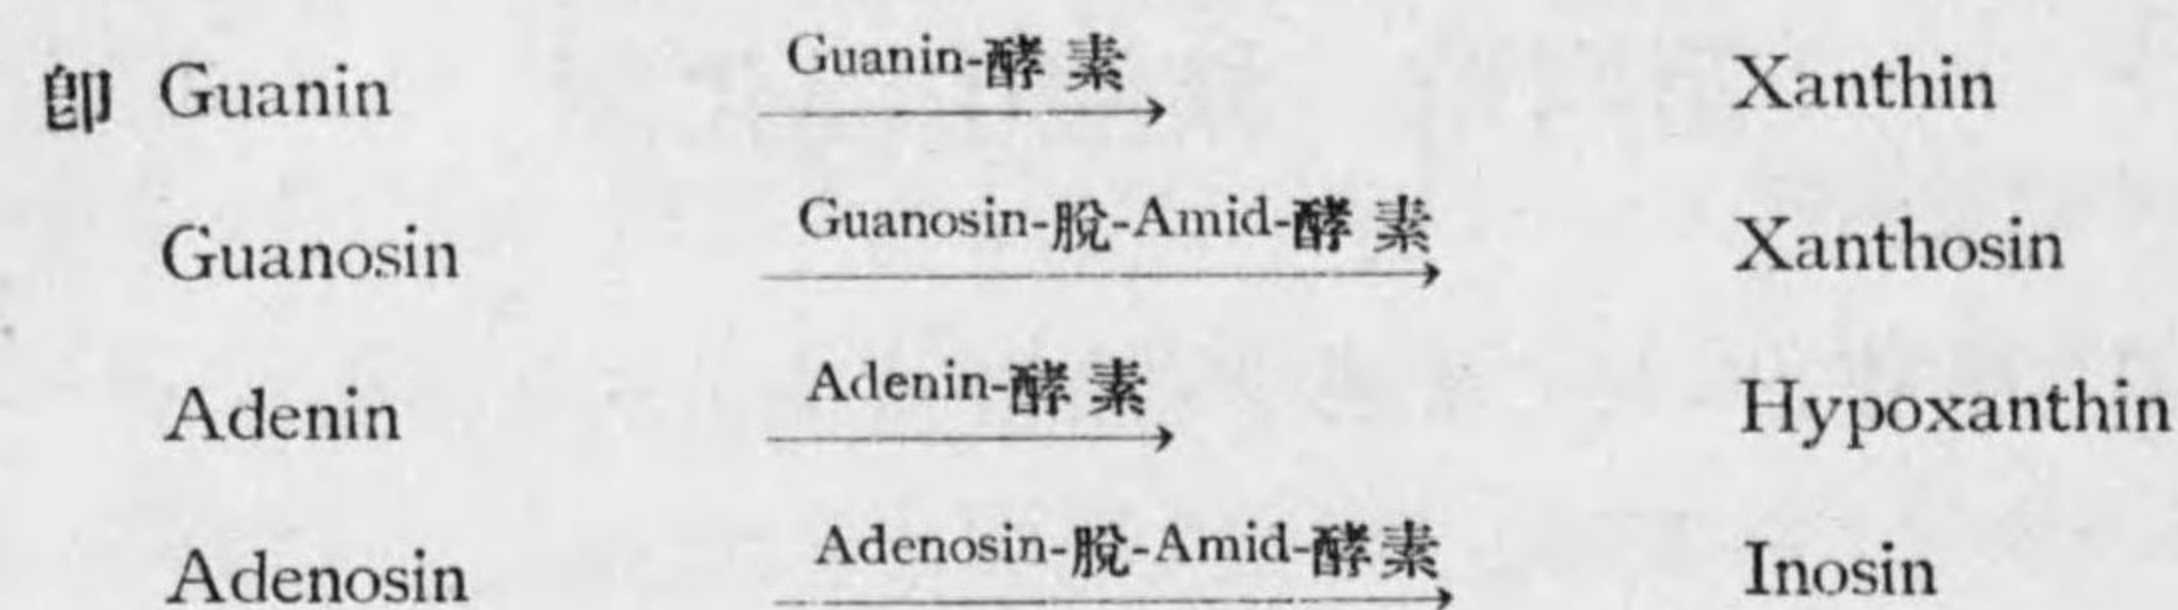 卽 Guanin Guanin-酵素 → Xanthin
Guanosin Guanosin-脫-Amid-酵素 → Xanthosin
Adenin Adenin-酵素 → Hypoxanthin
Adenosin Adenosin-脫-Amid-酵素 → Inosin